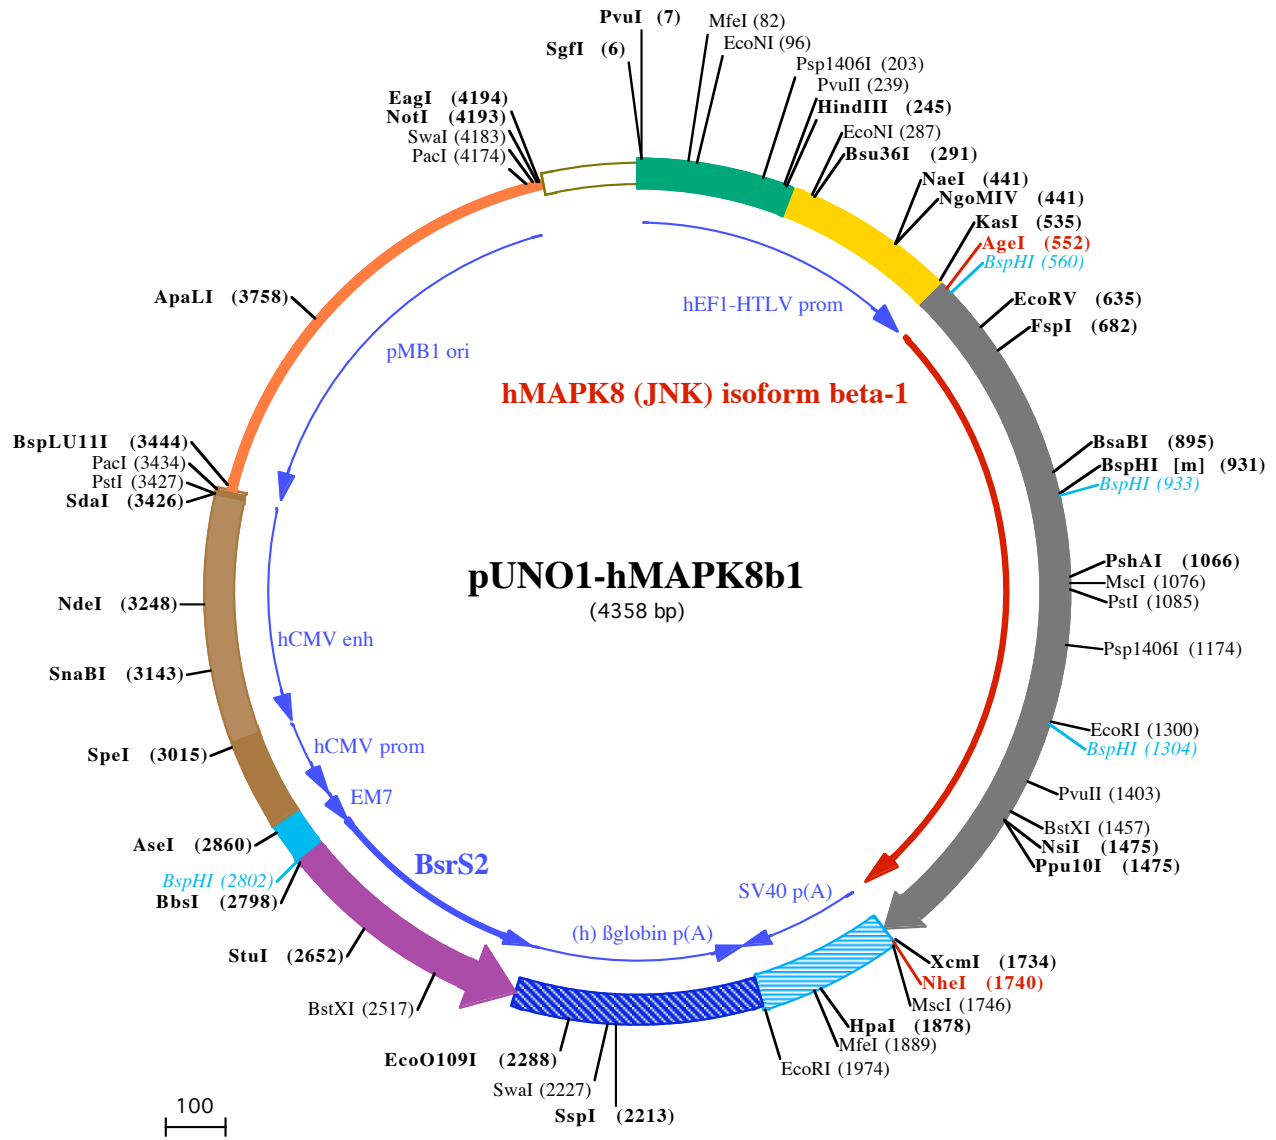 PvuI (7)
SgfI (6)
MfeI (82)
EcoNI (96)
Psp1406I (203)
PvuII (239)
HindIII (245)
EcoNI (287)
Bsu36I (291)
NaeI (441)
NgoMIV (441)
KasI (535)
AgeI (552)
BspHI (560)
EcoRV (635)
FspI (682)
BsaBI (895)
BspHI [m] (931)
BspHI (933)
PshAI (1066)
MscI (1076)
PstI (1085)
Psp1406I (1174)
EcoRI (1300)
BspHI (1304)
PvuII (1403)
BstXI (1457)
NsiI (1475)
Ppu10I (1475)
XcmI (1734)
NheI (1740)
MscI (1746)
HpaI (1878)
MfeI (1889)
EcoRI (1974)
SspI (2213)
SwaI (2227)
EcoO109I (2288)
BstXI (2517)
StuI (2652)
BbsI (2798)
BspHI (2802)
AseI (2860)
SpeI (3015)
SnaBI (3143)
NdeI (3248)
SdaI (3426)
PstI (3427)
PacI (3434)
BspLU11I (3444)
ApaLI (3758)
PacI (4174)
SwaI (4183)
NotI (4193)
EagI (4194)
hEF1-HTLV prom
pMB1 ori
hMAPK8 (JNK) isoform beta-1
pUNO1-hMAPK8b1
(4358 bp)
hCMV enh
hCMV prom
EM7
BsrS2
SV40 p(A)
(h) ßglobin p(A)
100